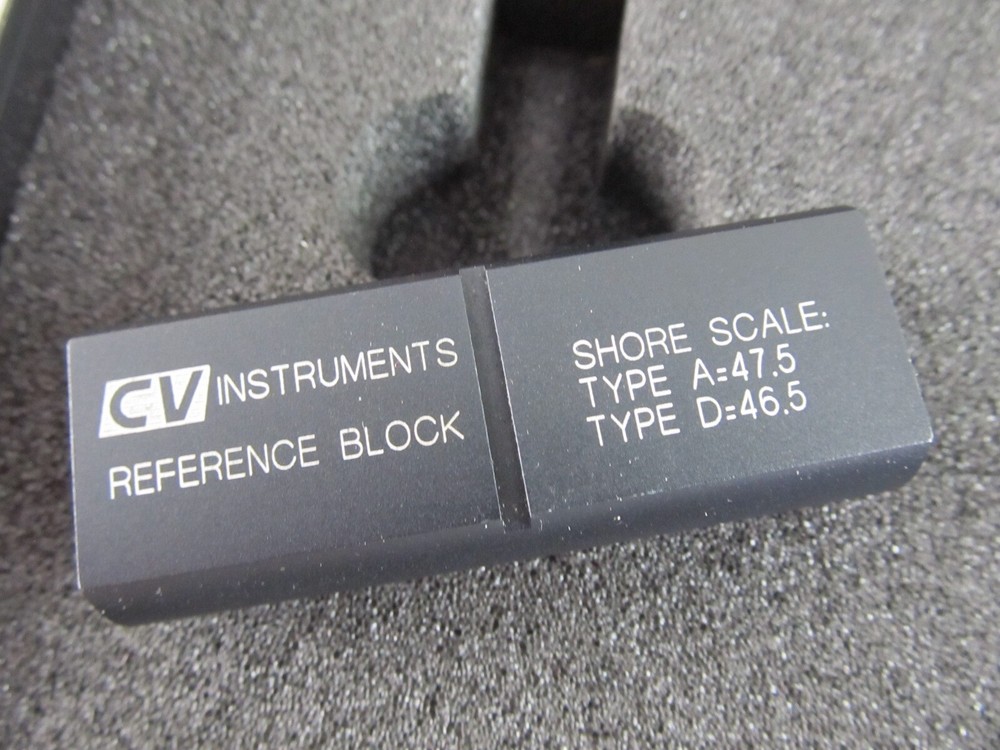 CV INSTRUMENTS
REFERENCE BLOCK
SHORE SCALE:
TYPE A=47.5
TYPE D=46.5